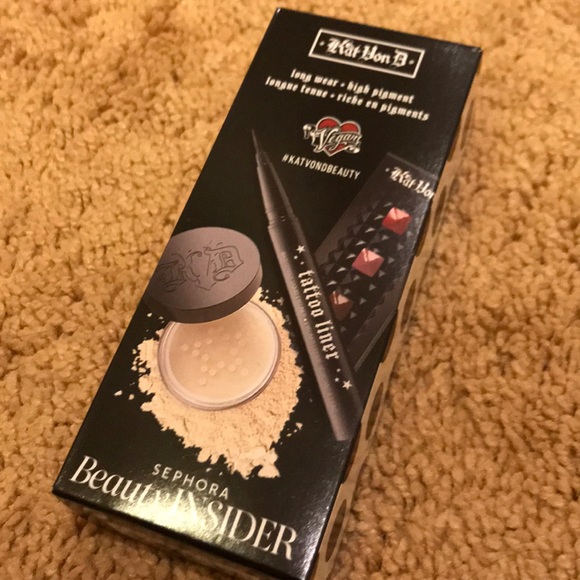 Kat Von D
long wear · high pigment
longue tenue · riche en pigments
Vegan
#KATVONDBEAUTY
Kat Vo
KVD
tattoo liner
SEPHORA
Beauty INSIDER